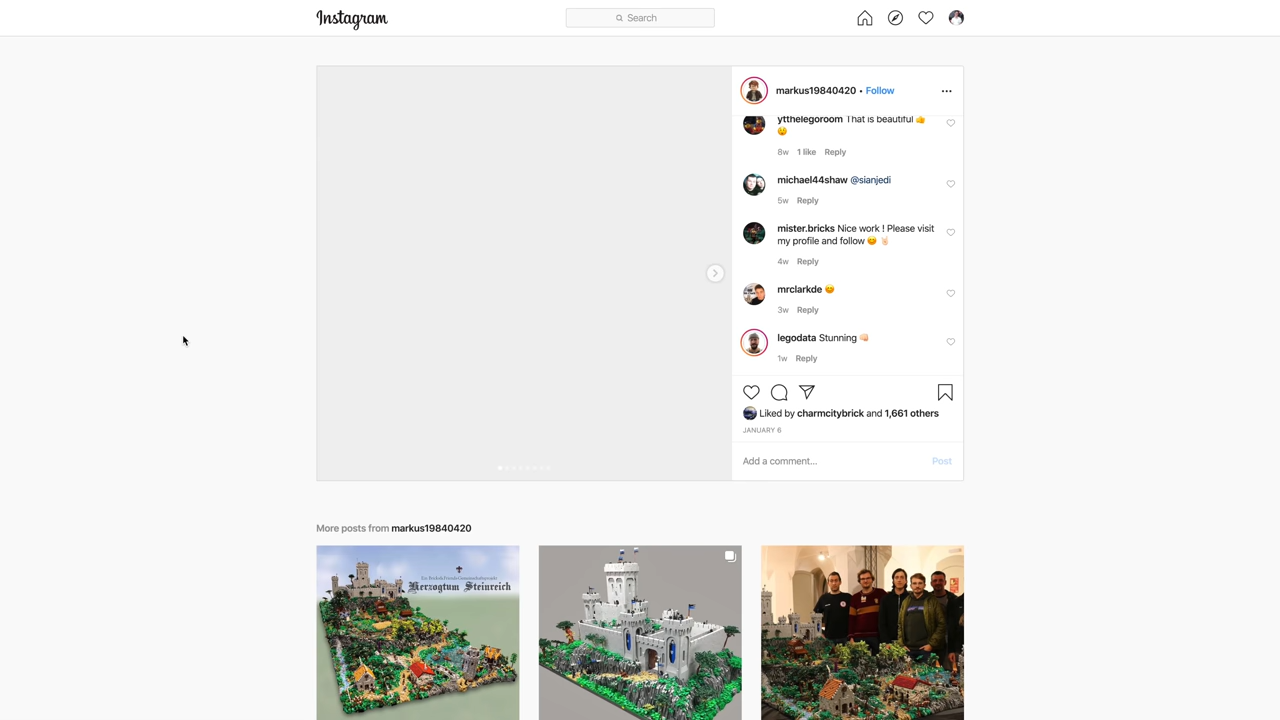 Instagram
Search
markus19840420 • Follow
ytthelegoroom That is beautiful 👍
😲
8w 1 like Reply
michael44shaw @sianjedi
5w Reply
mister.bricks Nice work ! Please visit
my profile and follow 😊 🤘🏻
4w Reply
mrclarkde 😊
3w Reply
legodata Stunning 👊🏻
1w Reply
Liked by charmcitybrick and 1,661 others
JANUARY 6
Add a comment... Post
More posts from markus19840420
Herzogtum Steinreich